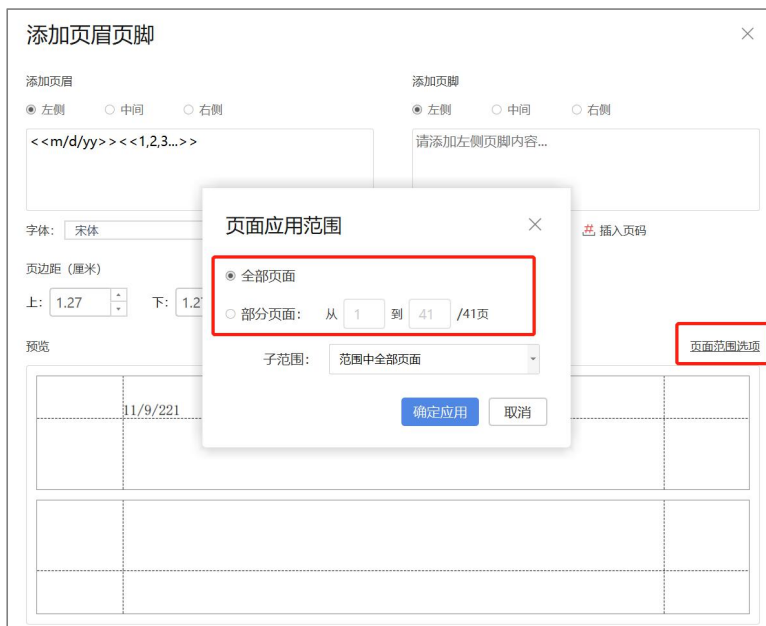 添加页眉页脚
添加页眉
添加页脚
左侧 中间 右侧
左侧 中间 右侧
<<m/d/yy>><<1,2,3...>>
请添加左侧页脚内容...
字体: 宋体
插入页码
页边距（厘米）
上: 1.27 下: 1.27
页面应用范围
全部页面
部分页面: 从 1 到 41 /41页
子范围: 范围中全部页面
确定应用 取消
预览
页面范围选项
11/9/221